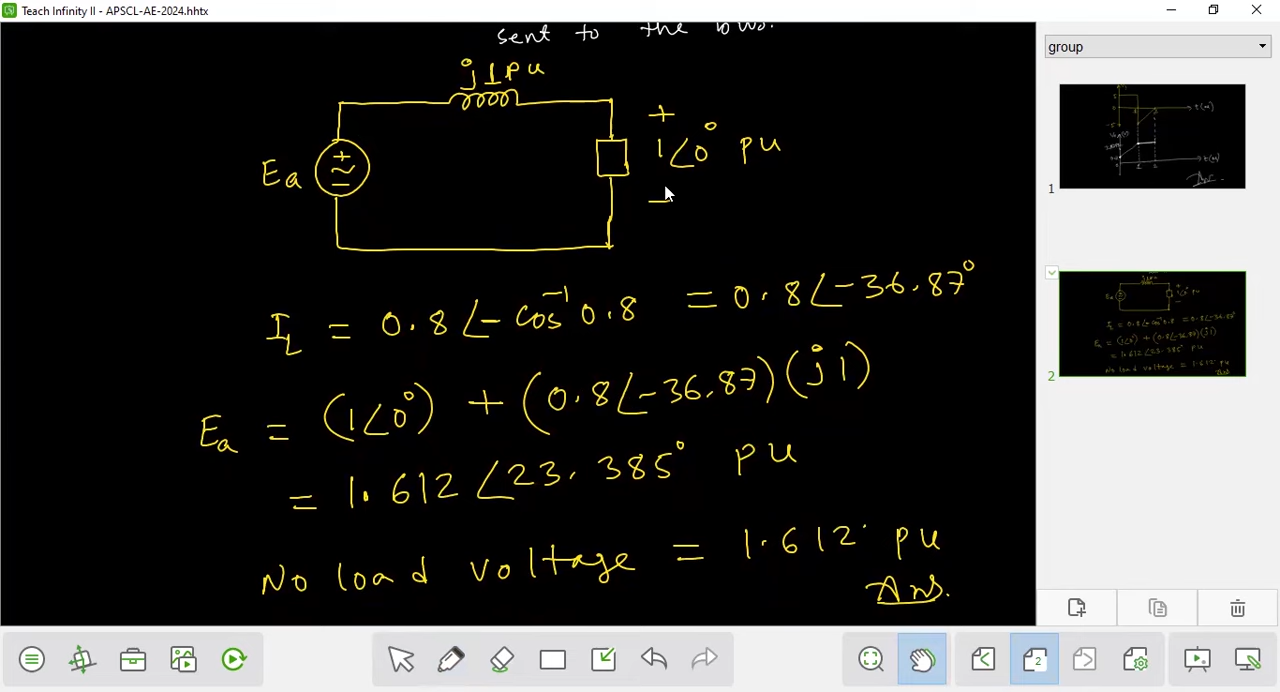 Teach Infinity II - APSCL-AE-2024.hhtx
sent to the bus.
j1pu
Ea
+
1∠0° pu
−
I_L = 0.8∠-cos⁻¹0.8 = 0.8∠-36.87°
Ea = (1∠0°) + (0.8∠-36.87)(j1)
= 1.612∠23.385° pu
No load voltage = 1.612 pu
Ans.
group
1
2
2